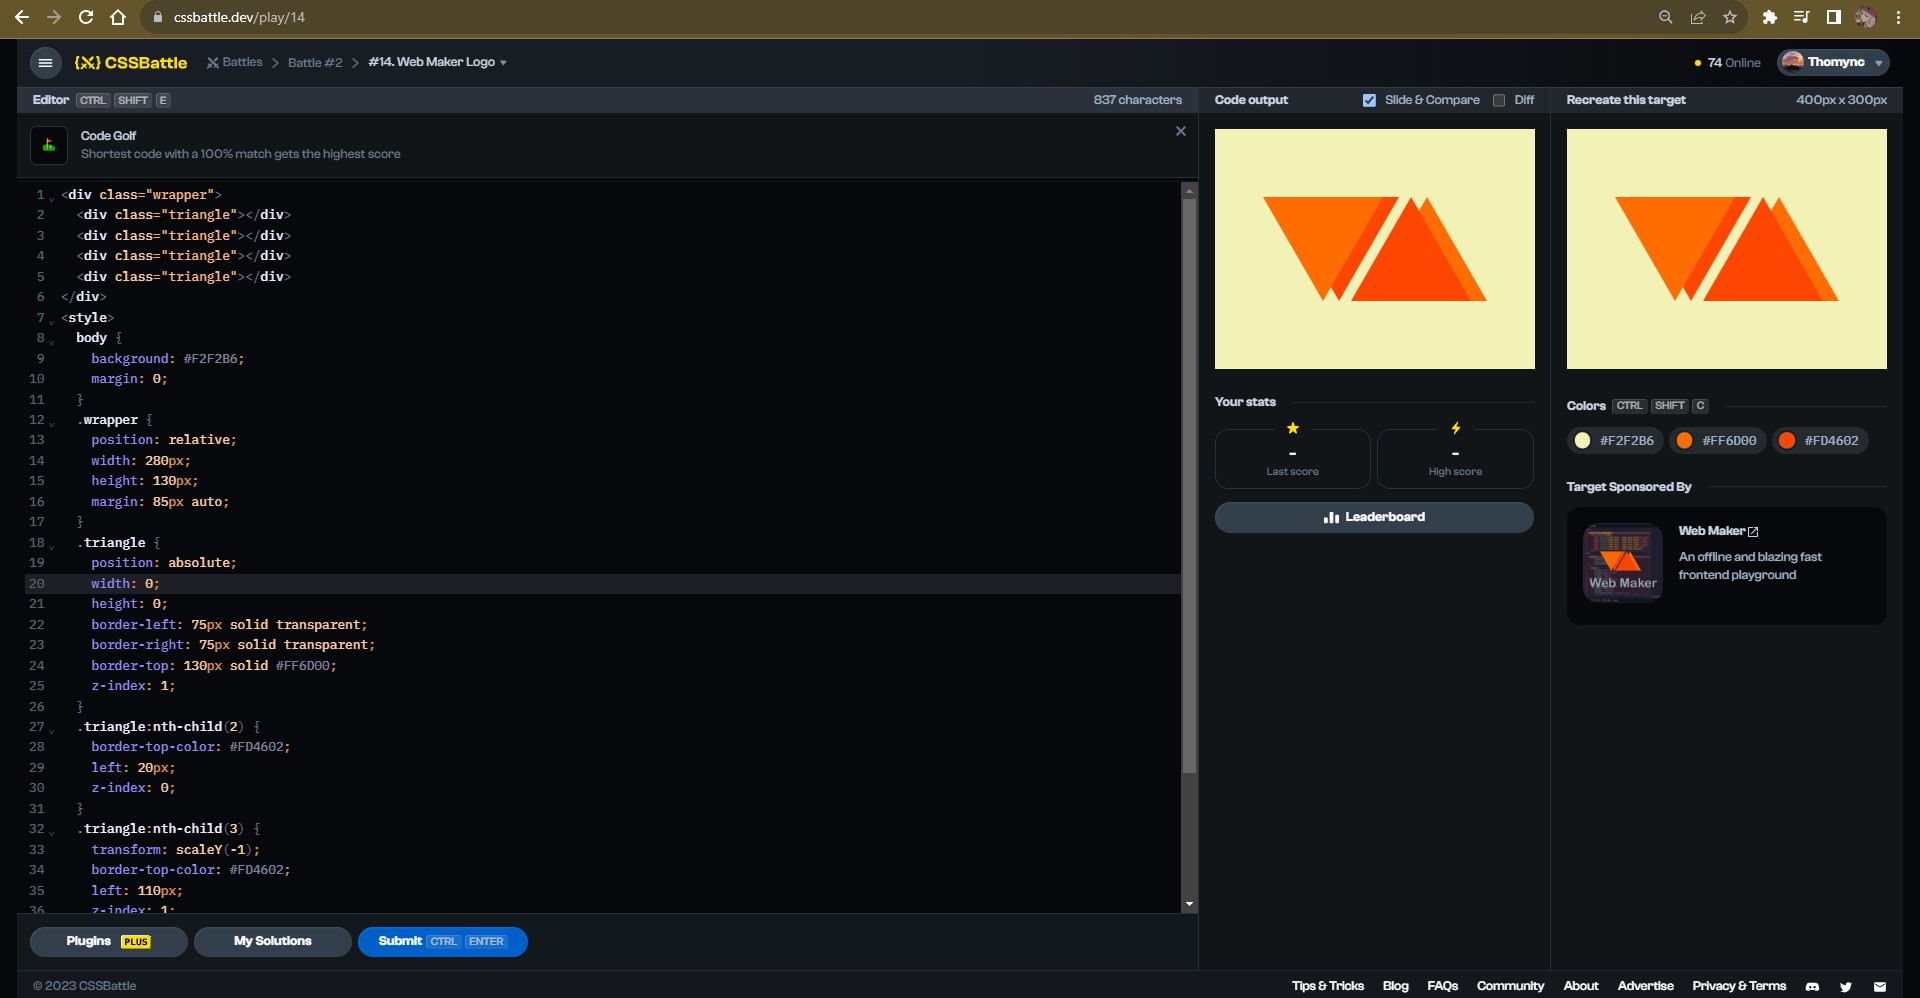 cssbattle.dev/play/14
CSSBattle
Battles
Battle #2
#14. Web Maker Logo
74 Online
Thomync
Editor CTRL SHIFT E
837 characters
Code Golf
Shortest code with a 100% match gets the highest score
1 <div class="wrapper">
2 <div class="triangle"></div>
3 <div class="triangle"></div>
4 <div class="triangle"></div>
5 <div class="triangle"></div>
6 </div>
7 <style>
8 body {
9 background: #F2F2B6;
10 margin: 0;
11 }
12 .wrapper {
13 position: relative;
14 width: 280px;
15 height: 130px;
16 margin: 85px auto;
17 }
18 .triangle {
19 position: absolute;
20 width: 0;
21 height: 0;
22 border-left: 75px solid transparent;
23 border-right: 75px solid transparent;
24 border-top: 130px solid #FF6D00;
25 z-index: 1;
26 }
27 .triangle:nth-child(2) {
28 border-top-color: #FD4602;
29 left: 20px;
30 z-index: 0;
31 }
32 .triangle:nth-child(3) {
33 transform: scaleY(-1);
34 border-top-color: #FD4602;
35 left: 110px;
36 z-index: 1;
Plugins PLUS
My Solutions
Submit CTRL ENTER
Code output
Slide & Compare
Diff
Your stats
-
Last score
-
High score
Leaderboard
Recreate this target
400px x 300px
Colors CTRL SHIFT C
#F2F2B6
#FF6D00
#FD4602
Target Sponsored By
Web Maker
Web Maker
An offline and blazing fast
frontend playground
© 2023 CSSBattle
Tips & Tricks
Blog
FAQs
Community
About
Advertise
Privacy & Terms